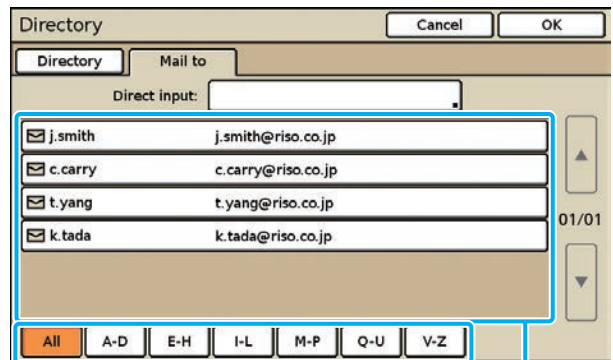 Directory Cancel OK
Directory Mail to
Direct input:
j.smith j.smith@riso.co.jp
c.carry c.carry@riso.co.jp
t.yang t.yang@riso.co.jp
01/01
k.tada k.tada@riso.co.jp
All A-D E-H I-L M-P Q-U V-Z